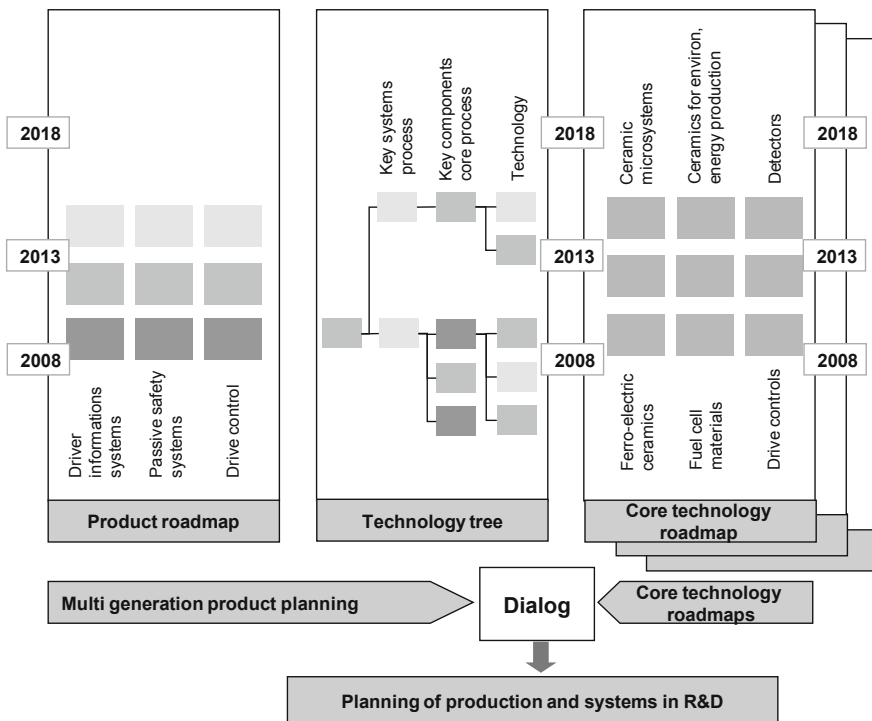 2018
2013
2008
Driver
informations
systems
Passive safety
systems
Drive control
Product roadmap
Key systems
process
Key components
core process
Technology
Technology tree
2018
2013
2008
Ceramic
microsystems
Ceramics for environ,
energy production
Detectors
Ferro-electric
ceramics
Fuel cell
materials
Drive controls
Core technology
roadmap
2018
2013
2008
Multi generation product planning
Dialog
Core technology
roadmaps
Planning of production and systems in R&D